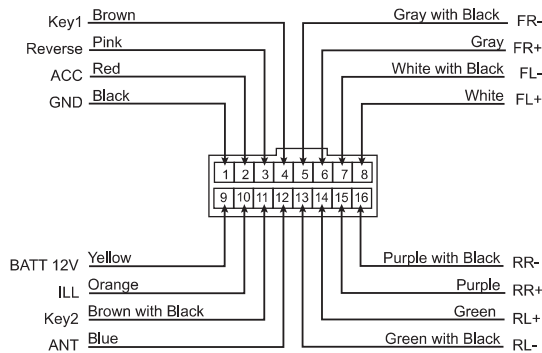 Key1 Brown Gray with Black FR-
Reverse Pink Gray FR+
ACC Red White with Black FL-
GND Black White FL+
1 2 3 4 5 6 7 8
9 10 11 12 13 14 15 16
BATT 12V Yellow Purple with Black RR-
ILL Orange Purple RR+
Key2 Brown with Black Green RL+
ANT Blue Green with Black RL-